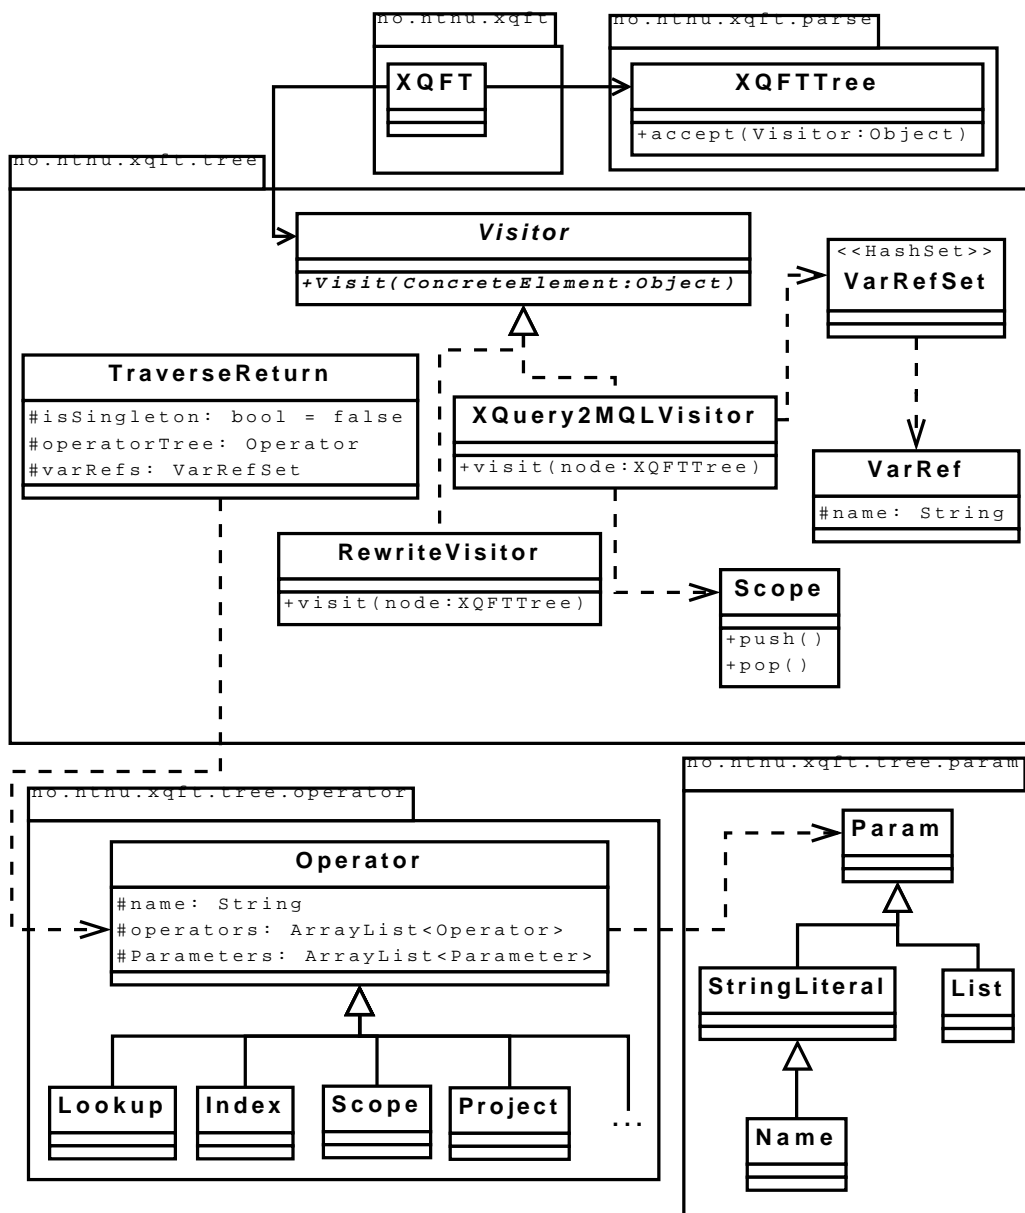 no.ntnu.xqft
no.ntnu.xqft.parse
XQFT
XQFTTree
+accept(Visitor:Object)
no.ntnu.xqft.tree
Visitor
+Visit(ConcreteElement:Object)
<<HashSet>>
VarRefSet
TraverseReturn
#isSingleton: bool = false
#operatorTree: Operator
#varRefs: VarRefSet
XQuery2MQLVisitor
+visit(node:XQFTTree)
VarRef
#name: String
RewriteVisitor
+visit(node:XQFTTree)
Scope
+push()
+pop()
no.ntnu.xqft.tree.param
no.ntnu.xqft.tree.operator
Param
Operator
#name: String
#operators: ArrayList<Operator>
#Parameters: ArrayList<Parameter>
StringLiteral
List
Lookup
Index
Scope
Project
...
Name